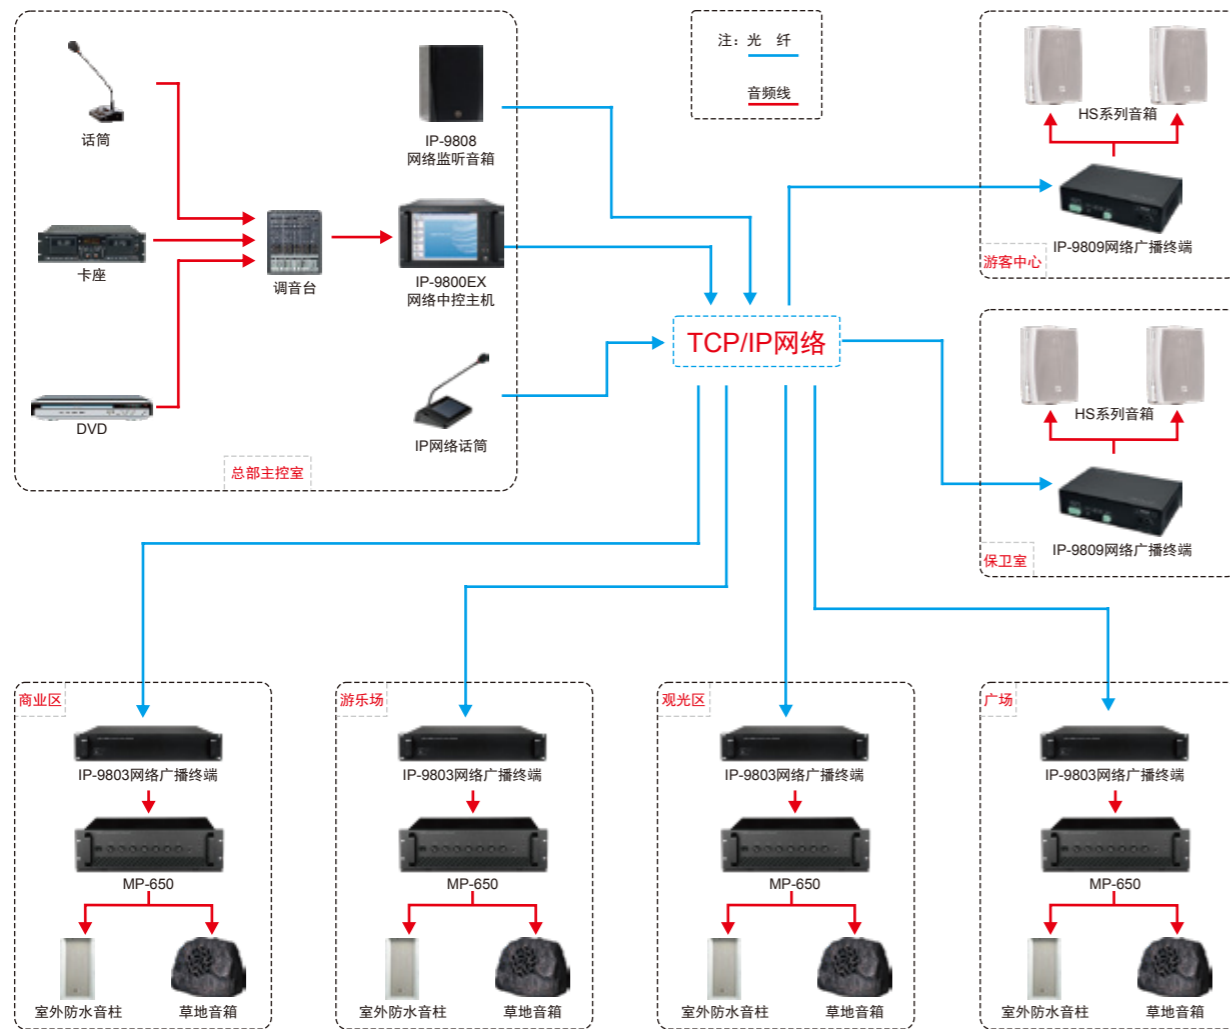 注：光 纤
音频线
话筒
卡座
DVD
调音台
IP-9808
网络监听音箱
IP-9800EX
网络中控主机
IP网络话筒
总部主控室
TCP/IP网络
HS系列音箱
IP-9809网络广播终端
游客中心
HS系列音箱
IP-9809网络广播终端
保卫室
商业区
IP-9803网络广播终端
MP-650
室外防水音柱
草地音箱
游乐场
IP-9803网络广播终端
MP-650
室外防水音柱
草地音箱
观光区
IP-9803网络广播终端
MP-650
室外防水音柱
草地音箱
广场
IP-9803网络广播终端
MP-650
室外防水音柱
草地音箱